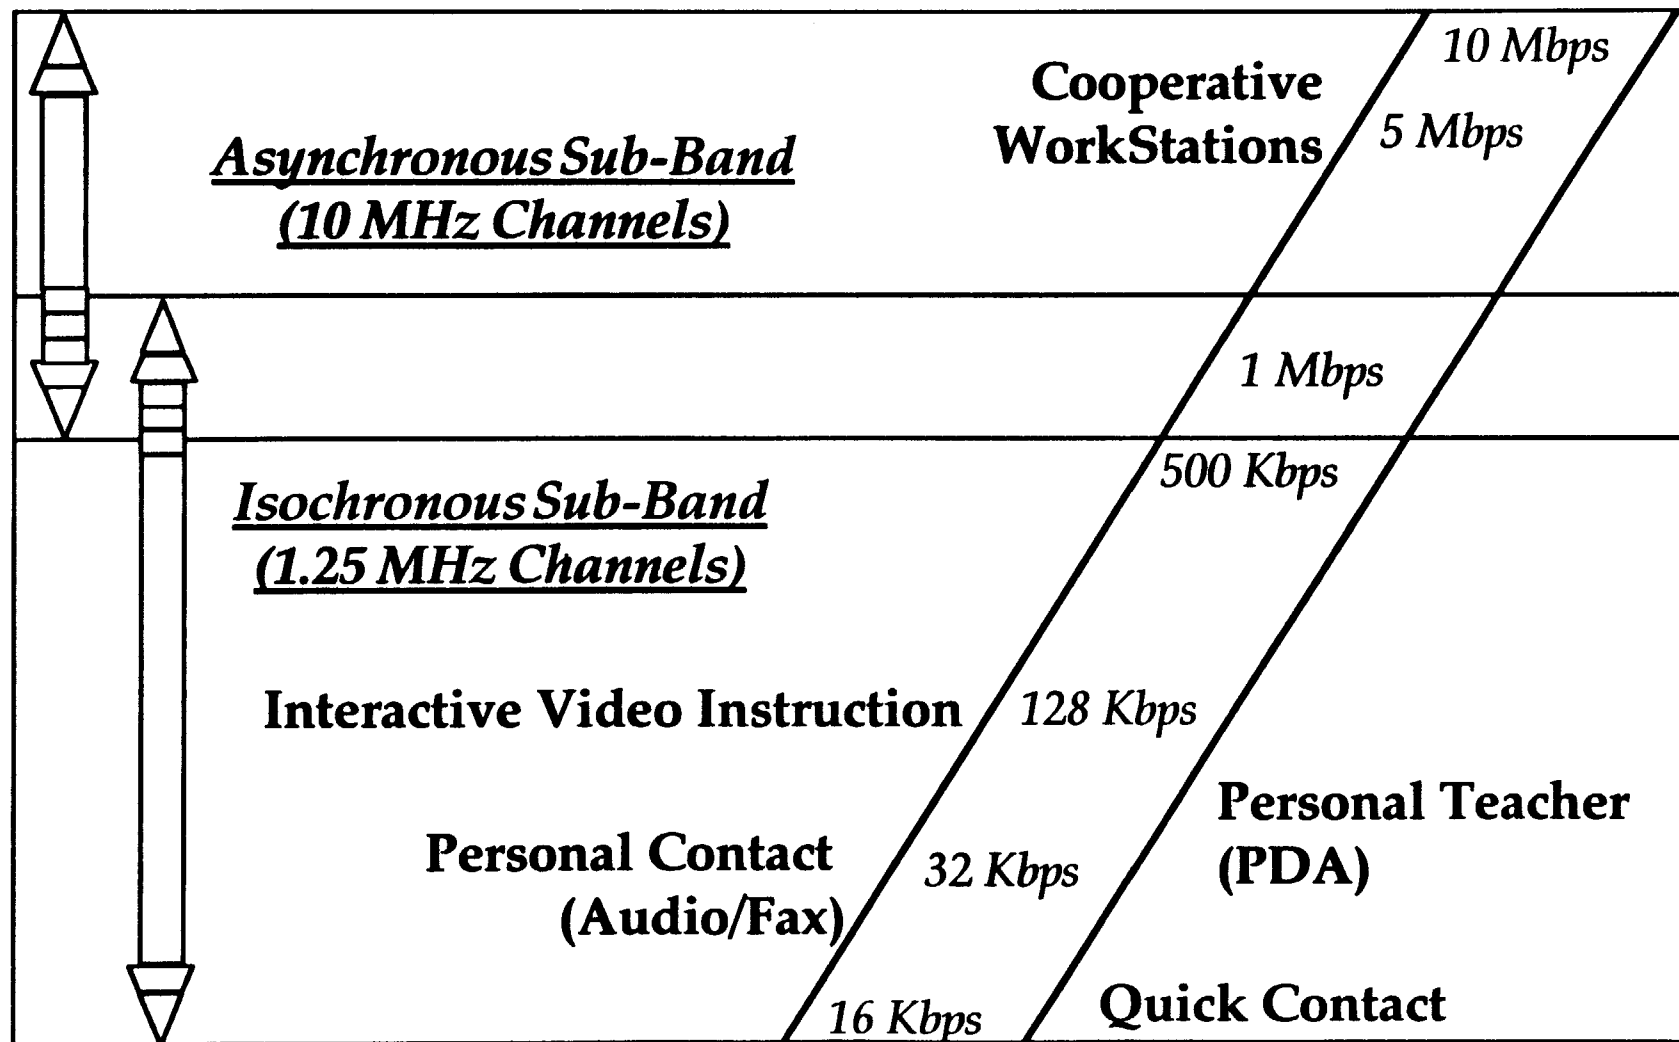 10 Mbps
Cooperative
WorkStations
5 Mbps
Asynchronous Sub-Band
(10 MHz Channels)
1 Mbps
500 Kbps
Isochronous Sub-Band
(1.25 MHz Channels)
Interactive Video Instruction
128 Kbps
Personal Teacher
(PDA)
Personal Contact
(Audio/Fax)
32 Kbps
Quick Contact
16 Kbps